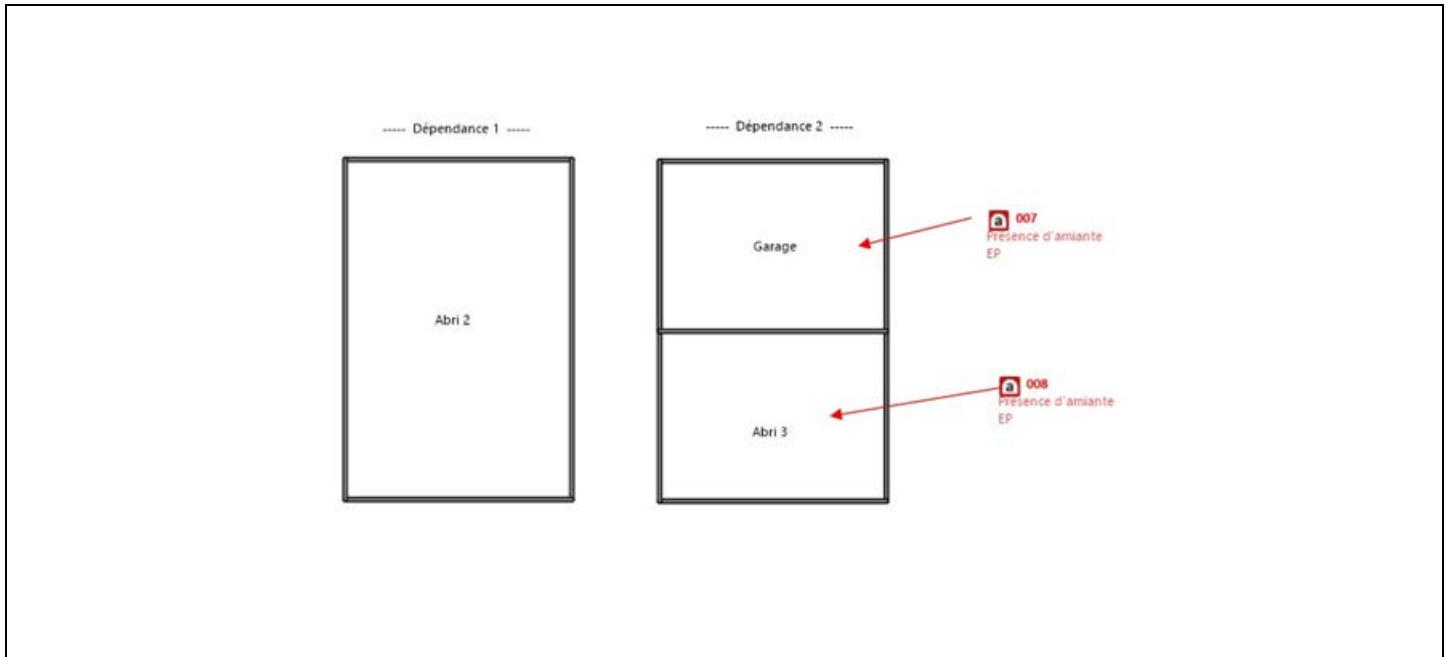 ----- Dépendance 1 -----
----- Dépendance 2 -----
Garage
a 007
Présence d'amiante
EP
Abri 2
a 008
Présence d'amiante
EP
Abri 3